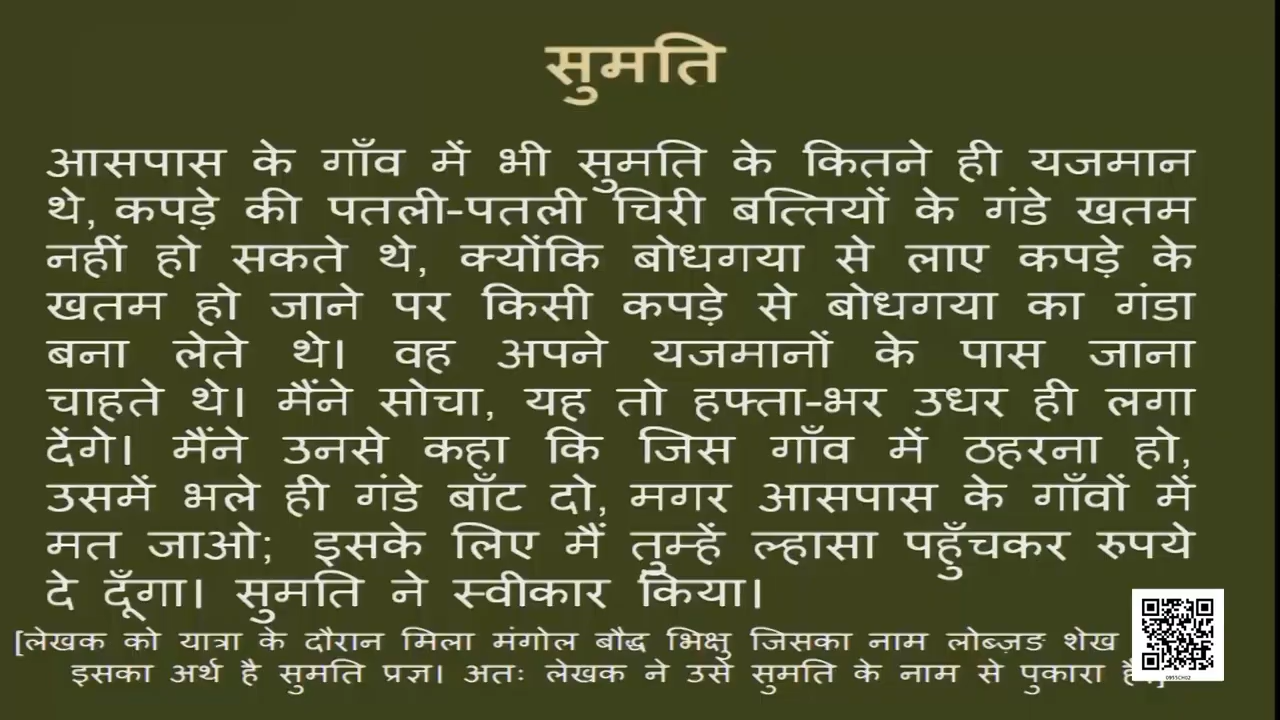 सुमति
आसपास के गाँव में भी सुमति के कितने ही यजमान
थे, कपड़े की पतली-पतली चिरी बत्तियों के गंडे खतम
नहीं हो सकते थे, क्योंकि बोधगया से लाए कपड़े के
खतम हो जाने पर किसी कपड़े से बोधगया का गंडा
बना लेते थे। वह अपने यजमानों के पास जाना
चाहते थे। मैंने सोचा, यह तो हफ्ता-भर उधर ही लगा
देंगे। मैंने उनसे कहा कि जिस गाँव में ठहरना हो,
उसमें भले ही गंडे बाँट दो, मगर आसपास के गाँवों में
मत जाओ; इसके लिए मैं तुम्हें ल्हासा पहुँचकर रुपये
दे दूँगा। सुमति ने स्वीकार किया।
[लेखक को यात्रा के दौरान मिला मंगोल बौद्ध भिक्षु जिसका नाम लोब्ज़ङ शेख
इसका अर्थ है सुमति प्रज्ञ। अतः लेखक ने उसे सुमति के नाम से पुकारा
0955CH02